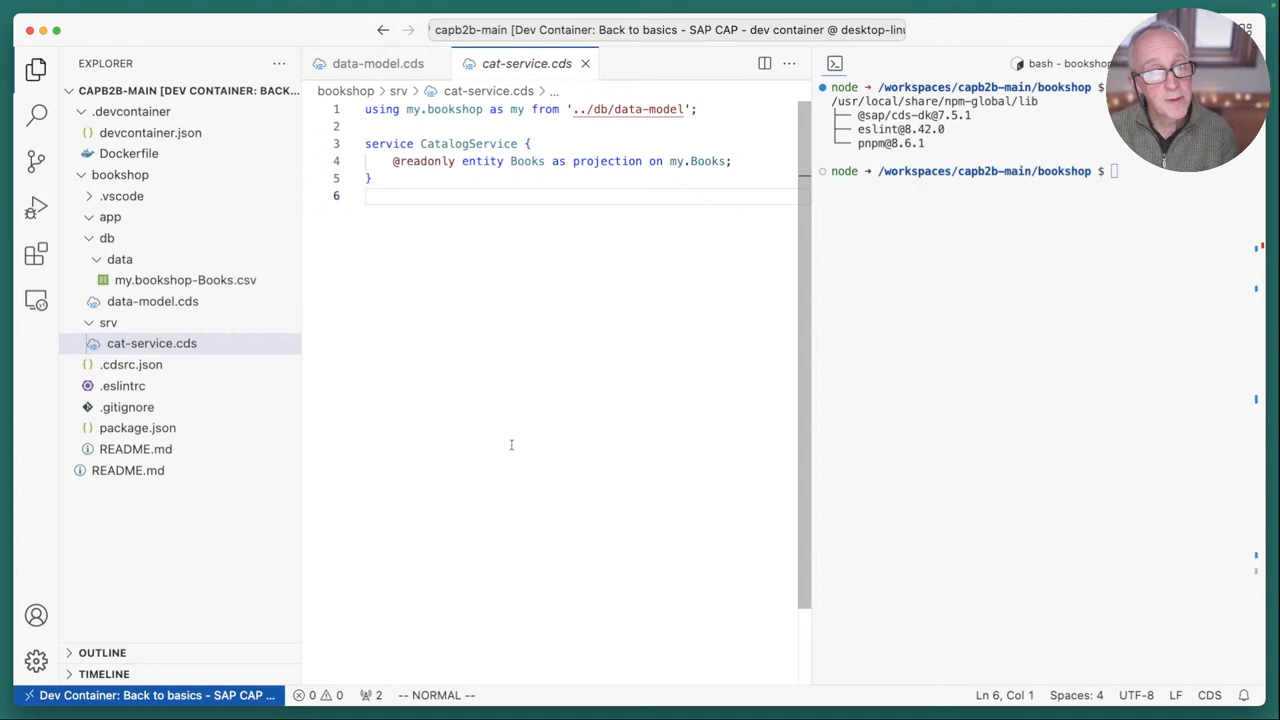 capb2b-main [Dev Container: Back to basics - SAP CAP - dev container @ desktop-linu
EXPLORER
CAPB2B-MAIN [DEV CONTAINER: BACK...
.devcontainer
devcontainer.json
Dockerfile
bookshop
.vscode
app
db
data
my.bookshop-Books.csv
data-model.cds
srv
cat-service.cds
.cdsrc.json
.eslintrc
.gitignore
package.json
README.md
README.md
OUTLINE
TIMELINE
data-model.cds
cat-service.cds
bookshop > srv > cat-service.cds > ...
1 using my.bookshop as my from '../db/data-model';
2
3 service CatalogService {
4 @readonly entity Books as projection on my.Books;
5 }
6
bash - bookshop
node → /workspaces/capb2b-main/bookshop $
/usr/local/share/npm-global/lib
├── @sap/cds-dk@7.5.1
├── eslint@8.42.0
└── pnpm@8.6.1
node → /workspaces/capb2b-main/bookshop $
Dev Container: Back to basics - SAP CAP ...
0 0
2
-- NORMAL --
Ln 6, Col 1
Spaces: 4
UTF-8
LF
CDS